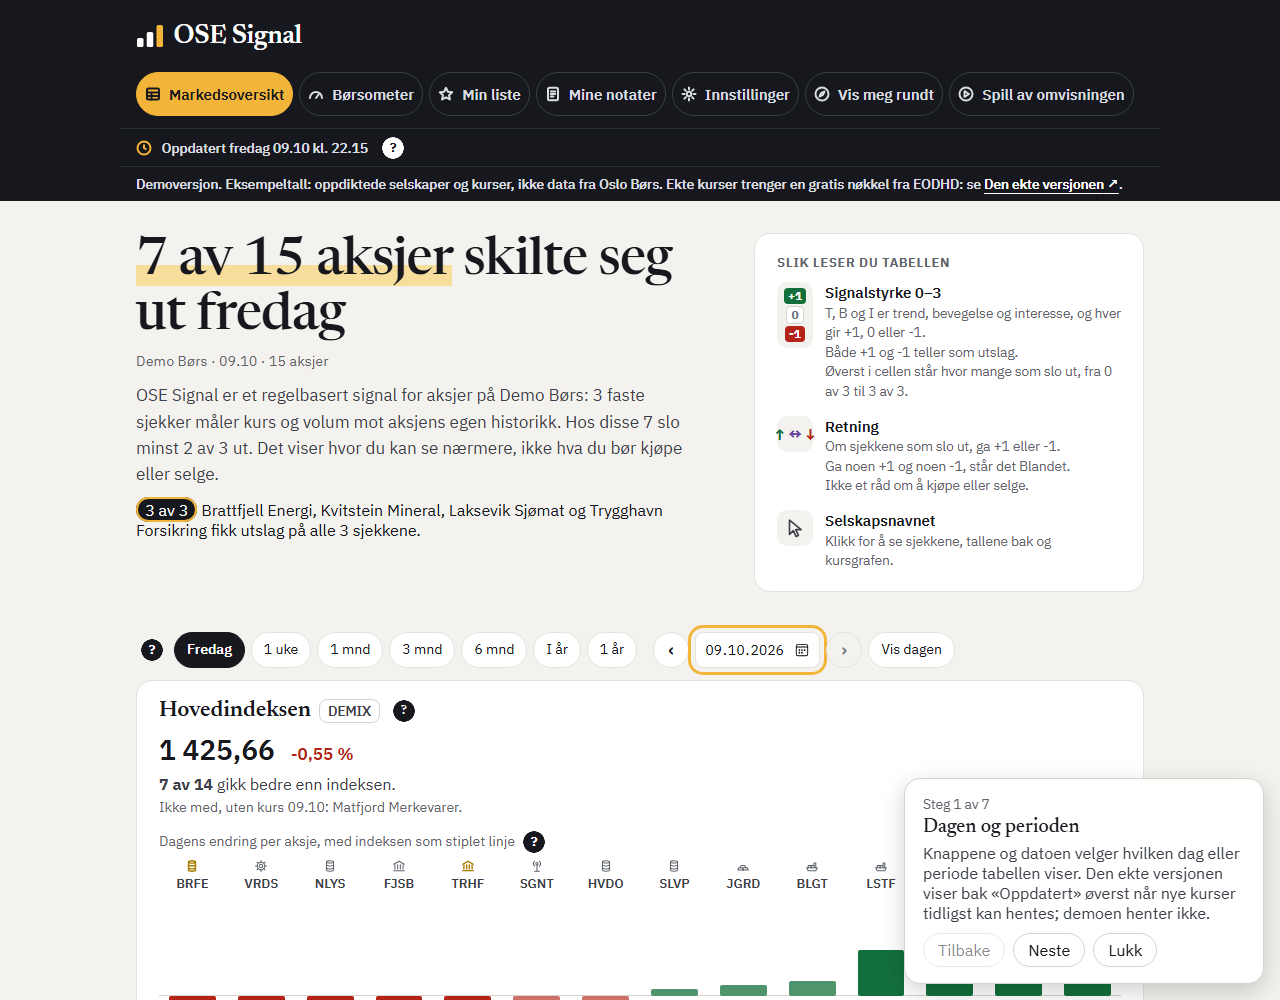 OSE Signal
Markedsoversikt
Børsometer
Min liste
Mine notater
Innstillinger
Vis meg rundt
Spill av omvisningen
Oppdatert fredag 09.10 kl. 22.15 ?
Demoversjon. Eksempeltall: oppdiktede selskaper og kurser, ikke data fra Oslo Børs. Ekte kurser trenger en gratis nøkkel fra EODHD: se Den ekte versjonen ↗.
7 av 15 aksjer skilte seg
ut fredag
Demo Børs · 09.10 · 15 aksjer
OSE Signal er et regelbasert signal for aksjer på Demo Børs: 3 faste
sjekker måler kurs og volum mot aksjens egen historikk. Hos disse 7 slo
minst 2 av 3 ut. Det viser hvor du kan se nærmere, ikke hva du bør kjøpe
eller selge.
3 av 3 Brattfjell Energi, Kvitstein Mineral, Laksevik Sjømat og Trygghavn
Forsikring fikk utslag på alle 3 sjekkene.
SLIK LESER DU TABELLEN
+1
0
-1
Signalstyrke 0–3
T, B og I er trend, bevegelse og interesse, og hver
gir +1, 0 eller -1.
Både +1 og -1 teller som utslag.
Øverst i cellen står hvor mange som slo ut, fra 0
av 3 til 3 av 3.
↑ ↔ ↓
Retning
Om sjekkene som slo ut, ga +1 eller -1.
Ga noen +1 og noen -1, står det Blandet.
Ikke et råd om å kjøpe eller selge.
Selskapsnavnet
Klikk for å se sjekkene, tallene bak og
kursgrafen.
? Fredag 1 uke 1 mnd 3 mnd 6 mnd I år 1 år ‹ 09.10.2026 › Vis dagen
Hovedindeksen DEMIX ?
1 425,66 -0,55 %
7 av 14 gikk bedre enn indeksen.
Ikke med, uten kurs 09.10: Matfjord Merkevarer.
Dagens endring per aksje, med indeksen som stiplet linje ?
BRFE VRDS NLYS FJSB TRHF SGNT HVDO SLVP JGRD BLGT LSTF
Steg 1 av 7
Dagen og perioden
Knappene og datoen velger hvilken dag eller
periode tabellen viser. Den ekte versjonen
viser bak «Oppdatert» øverst når nye kurser
tidligst kan hentes; demoen henter ikke.
Tilbake Neste Lukk